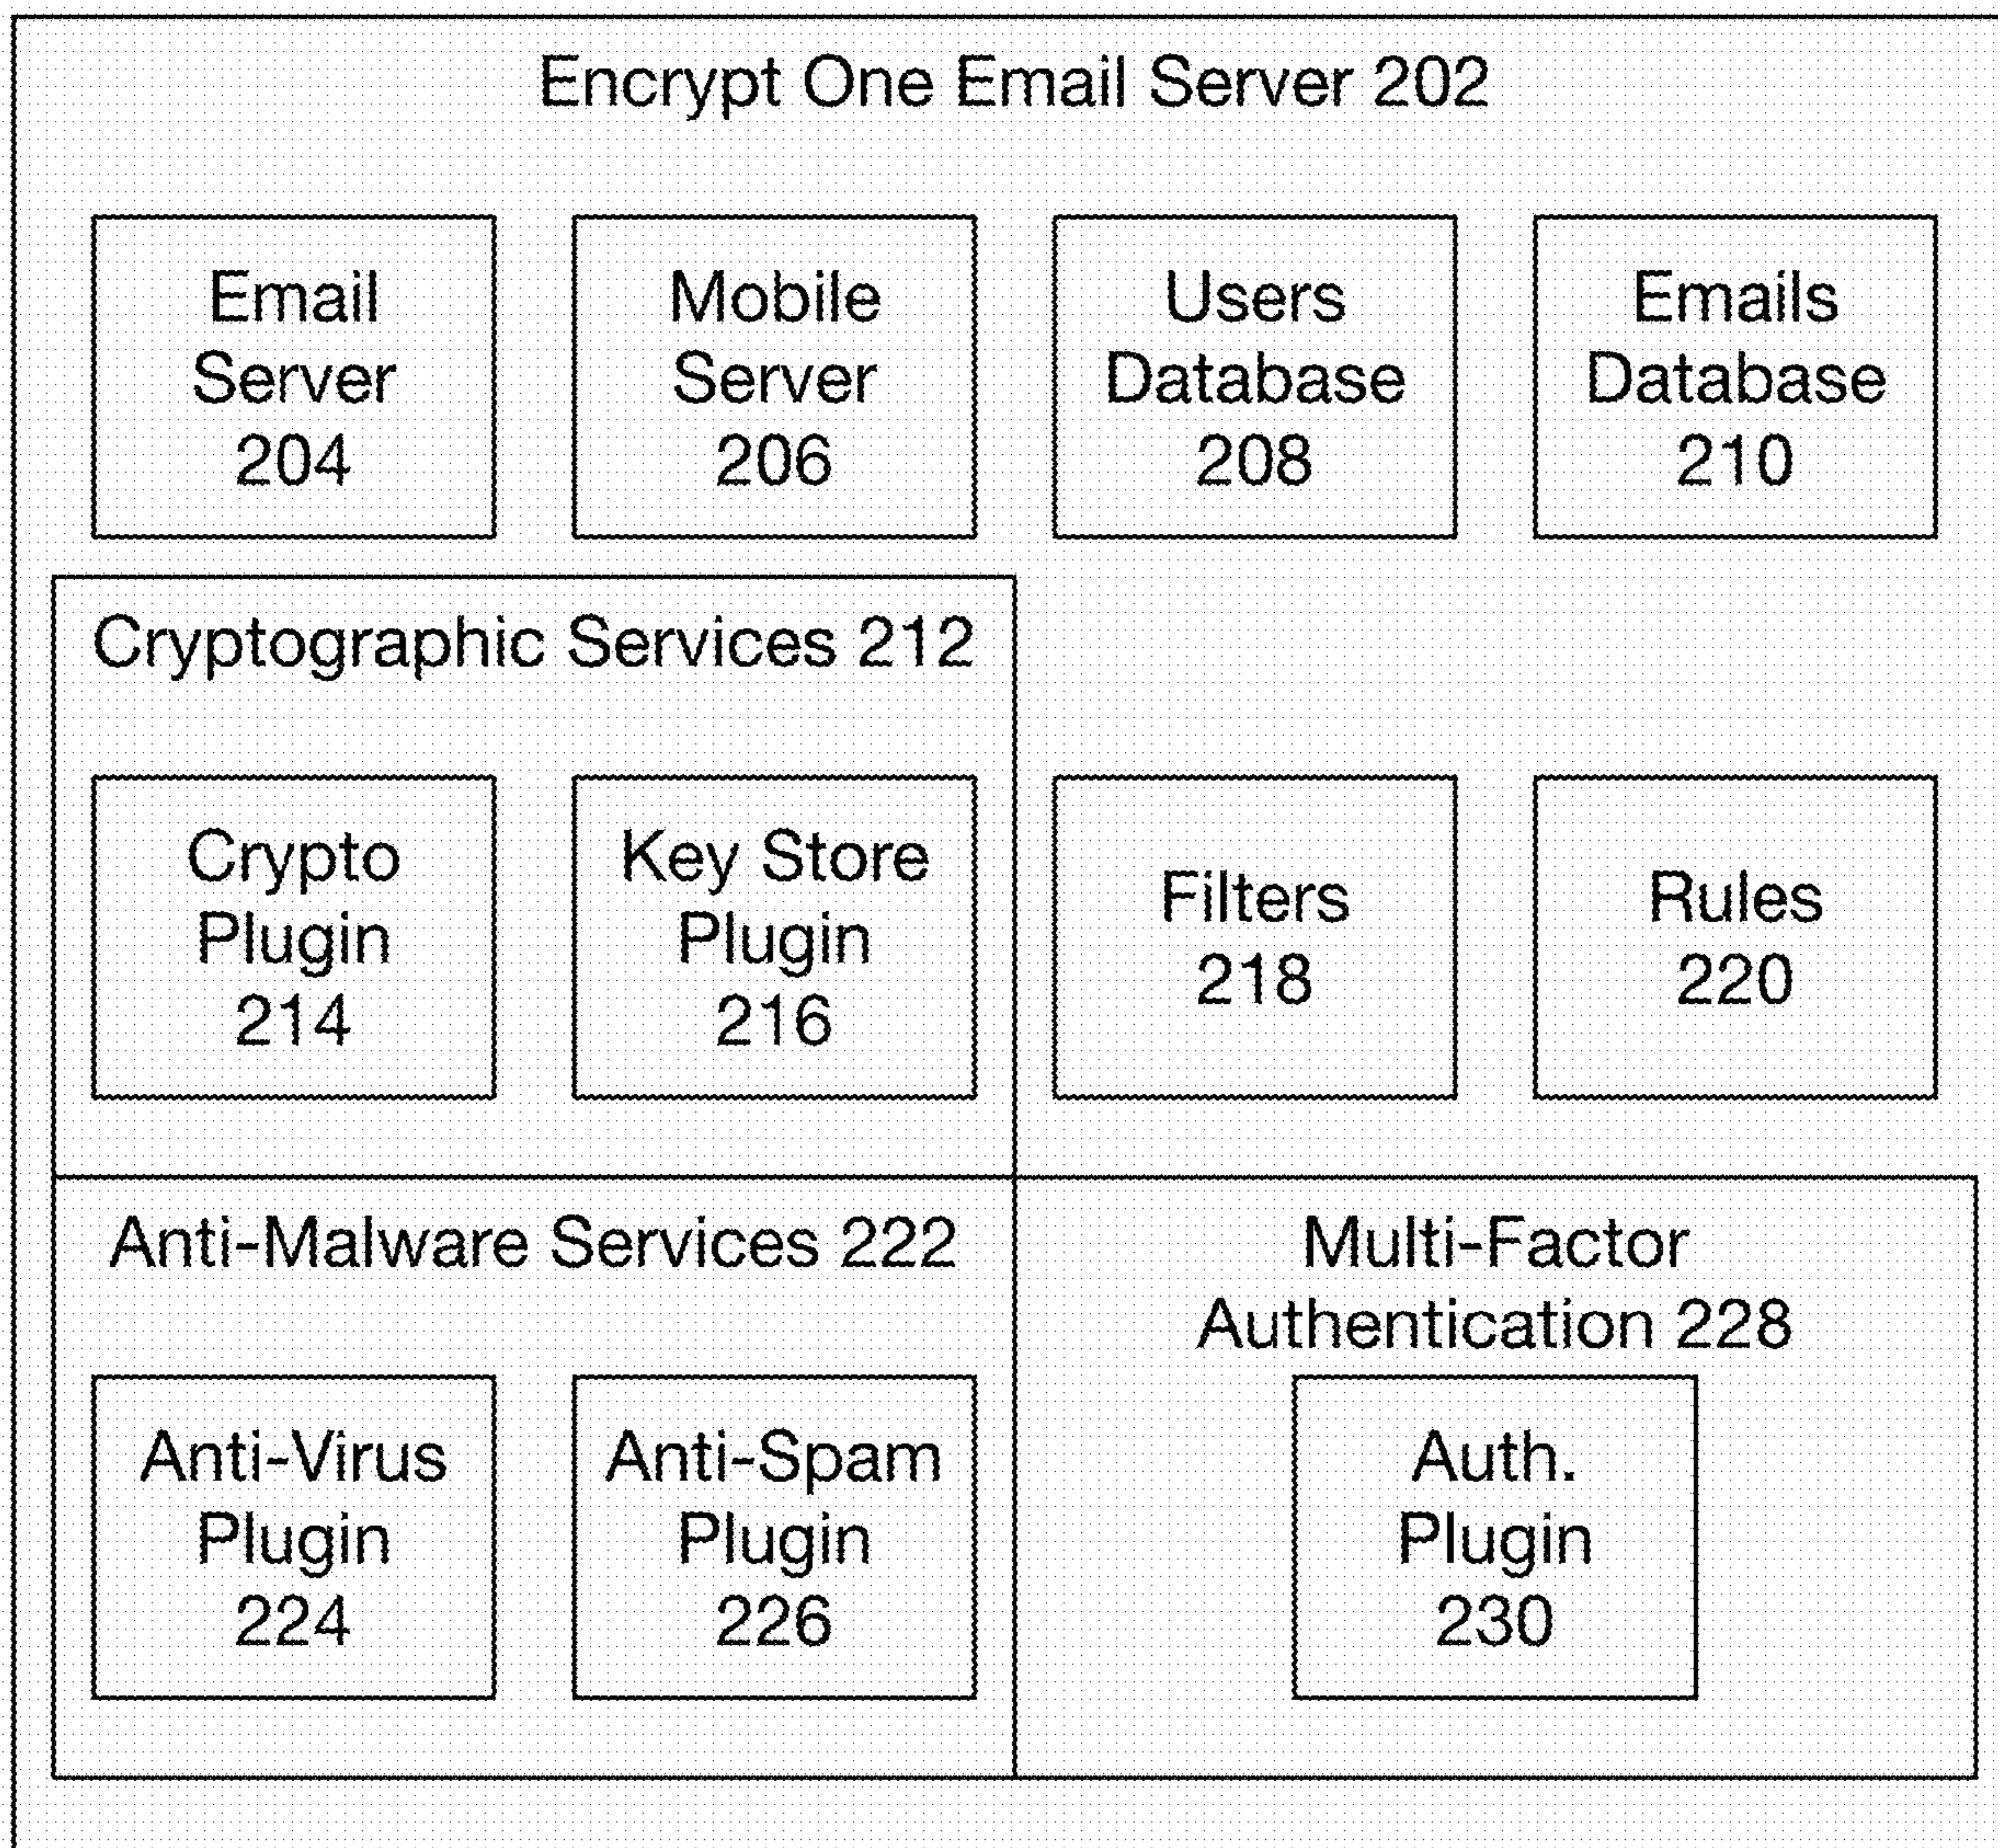 Encrypt One Email Server 202
Email
Server
204
Mobile
Server
206
Users
Database
208
Emails
Database
210
Cryptographic Services 212
Crypto
Plugin
214
Key Store
Plugin
216
Filters
218
Rules
220
Anti-Malware Services 222
Anti-Virus
Plugin
224
Anti-Spam
Plugin
226
Multi-Factor
Authentication 228
Auth.
Plugin
230